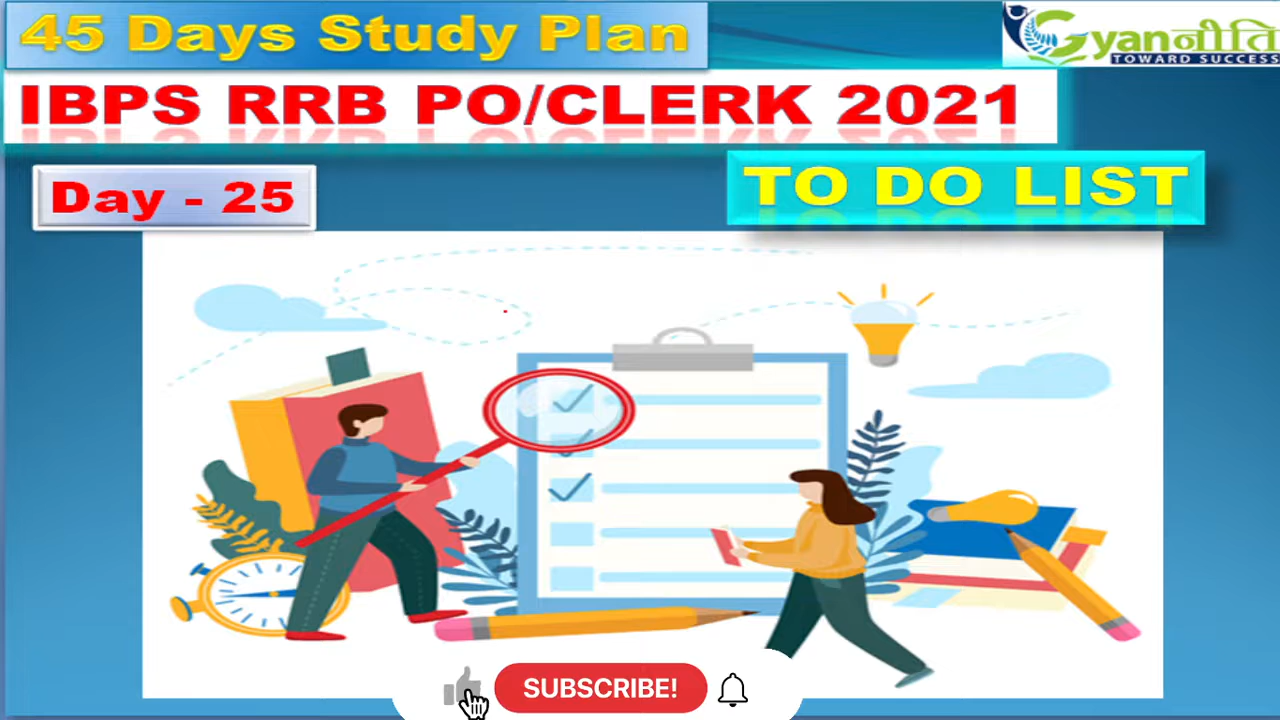 45 Days Study Plan
Gyanनीति
TOWARD SUCCESS
IBPS RRB PO/CLERK 2021
Day - 25
TO DO LIST
SUBSCRIBE!